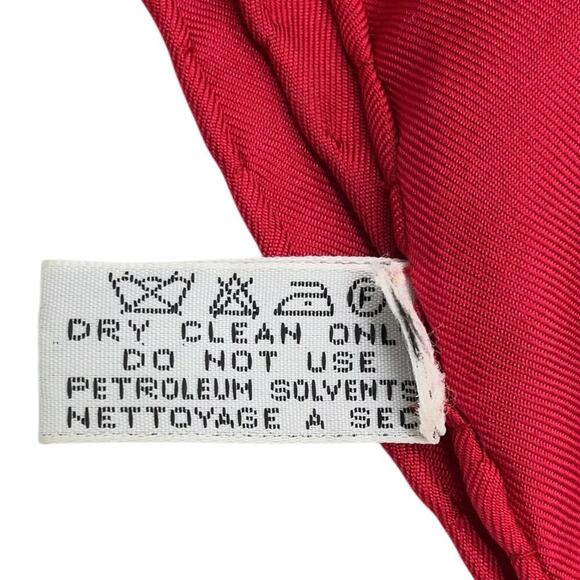 F
DRY CLEAN ONL
DO NOT USE
PETROLEUM SOLVENTS
NETTOYAGE A SEC